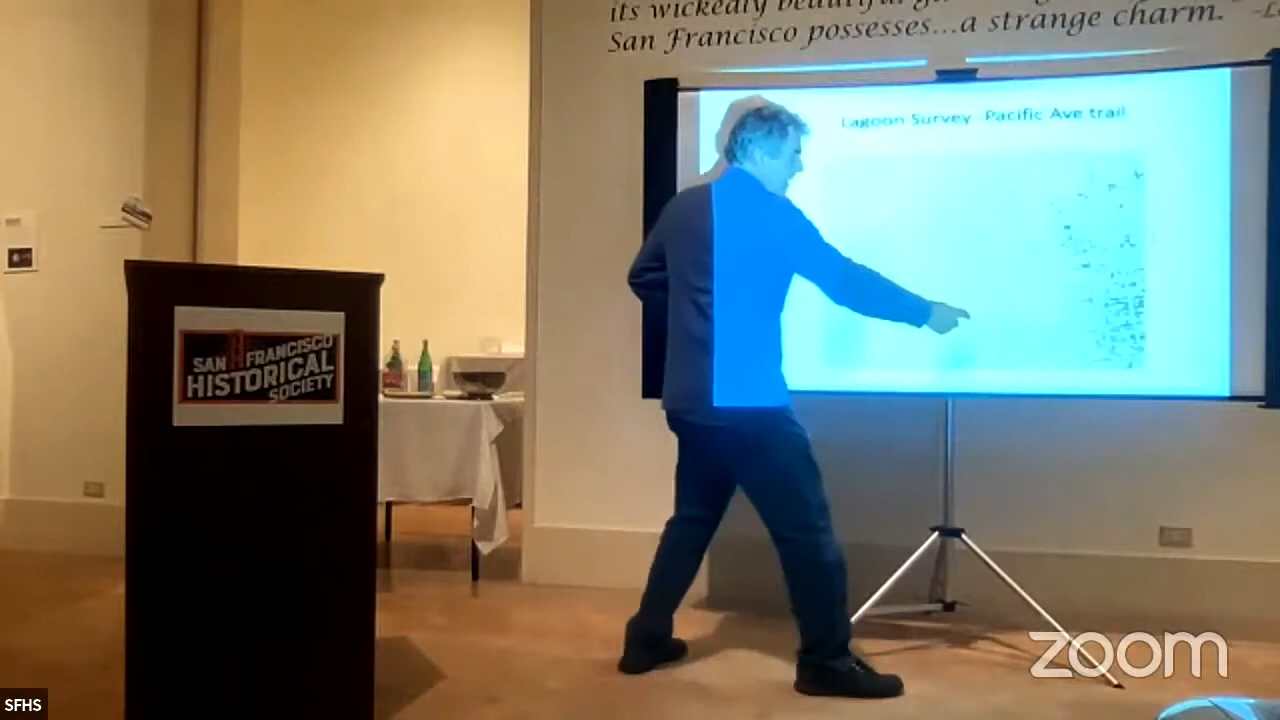 its wickedly beautiful
San Francisco possesses...a strange charm.
Lagoon Survey -Pacific Ave trail
SAN FRANCISCO
HISTORICAL
SOCIETY
zoom
SFHS